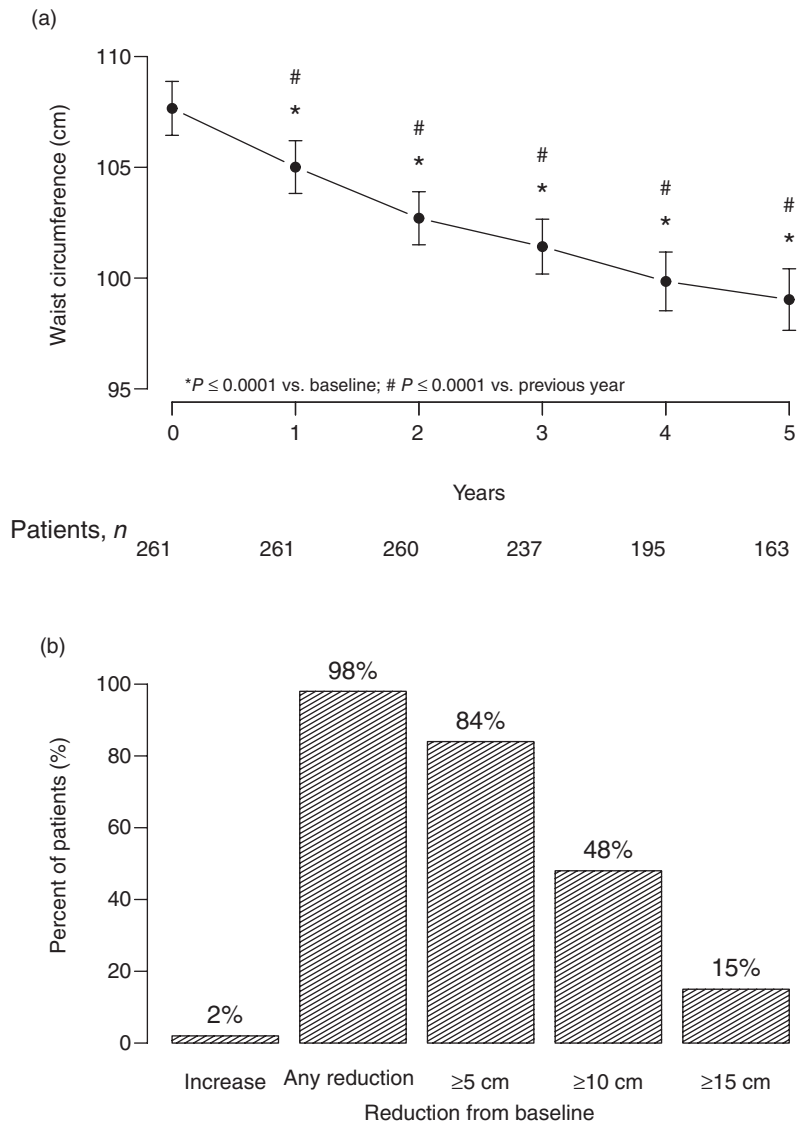 (a)
110
105
100
95
Waist circumference (cm)
#
*
#
*
#
*
#
*
#
*
*P ≤ 0.0001 vs. baseline; # P ≤ 0.0001 vs. previous year
0 1 2 3 4 5
Years
Patients, n
261 261 260 237 195 163
(b)
100
80
60
40
20
0
Percent of patients (%)
2%
98%
84%
48%
15%
Increase Any reduction ≥5 cm ≥10 cm ≥15 cm
Reduction from baseline